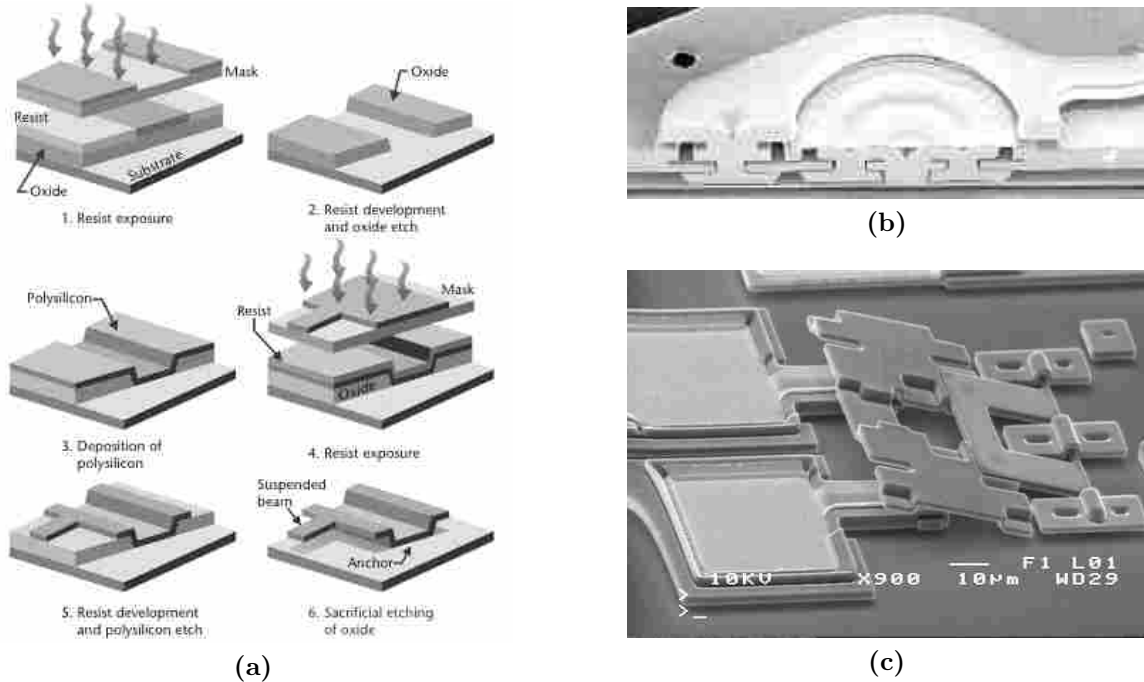 Mask
Resist
Substrate
Oxide
1. Resist exposure
Oxide
2. Resist development
and oxide etch
Polysilicon
3. Deposition of
polysilicon
Mask
Resist
Oxide
4. Resist exposure
5. Resist development
and polysilicon etch
Suspended
beam
Anchor
6. Sacrificial etching
of oxide
(a)
(b)
10KV X900 10µm F1 L01 WD29
>
>_
(c)